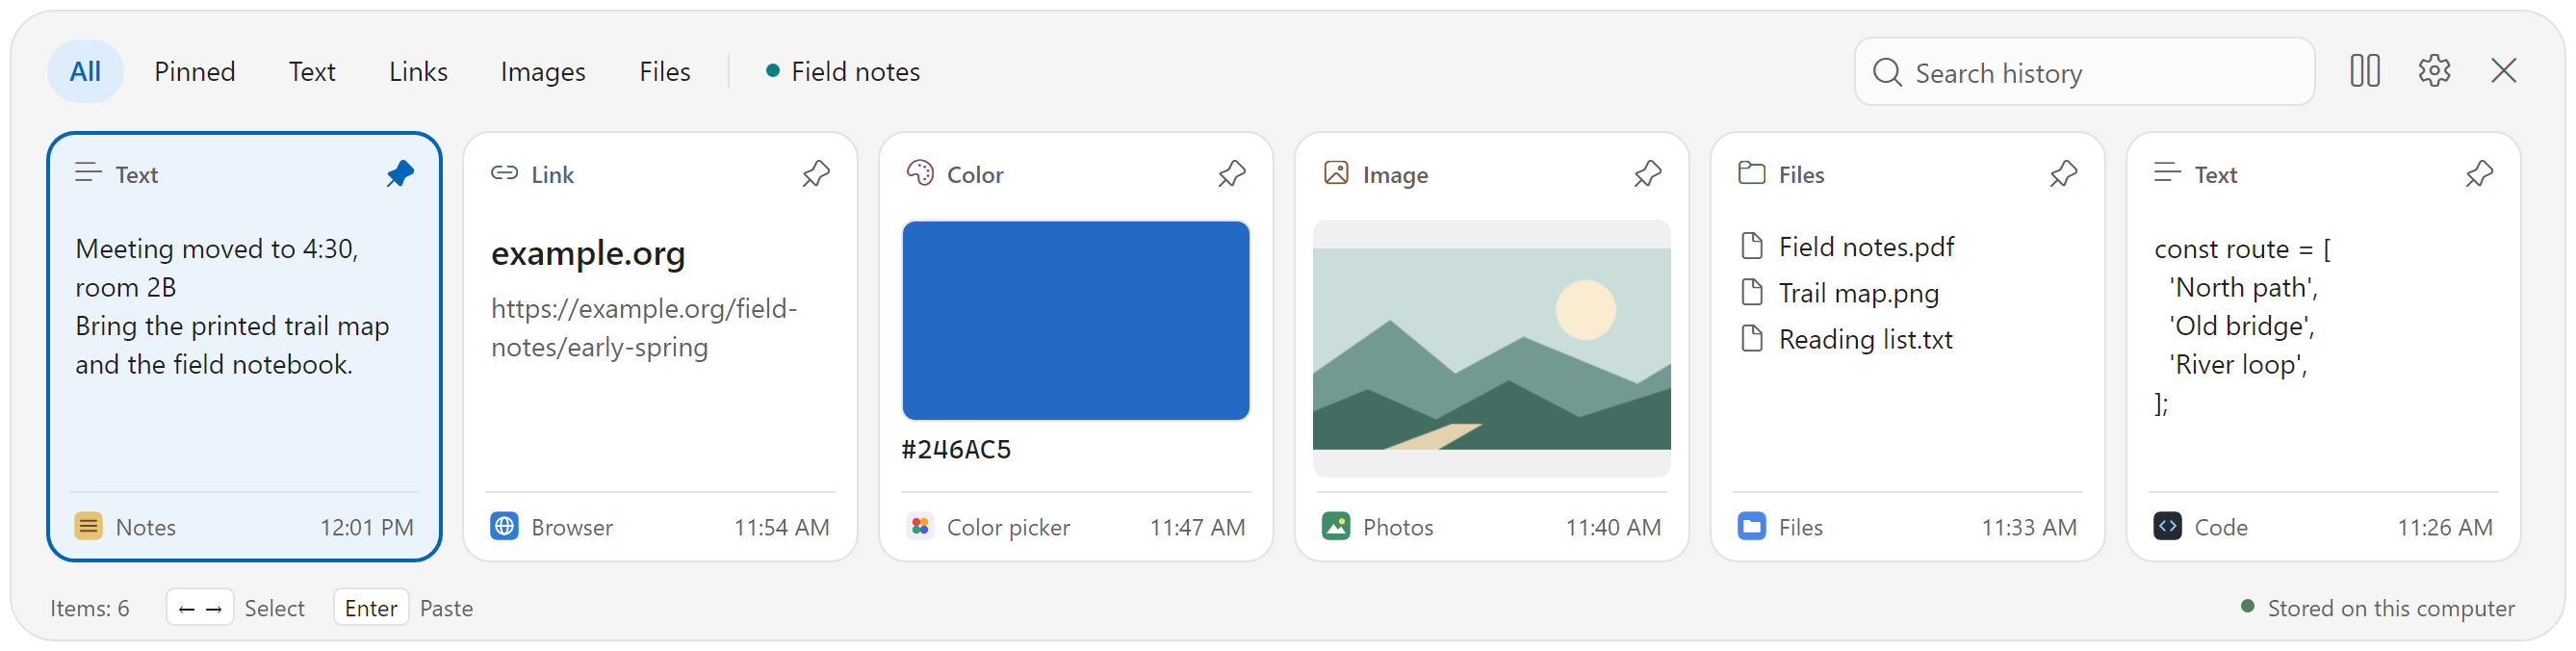 All
Pinned
Text
Links
Images
Files
Field notes
Search history
Text
Meeting moved to 4:30,
room 2B
Bring the printed trail map
and the field notebook.
Notes
12:01 PM
Link
example.org
https://example.org/field-
notes/early-spring
Browser
11:54 AM
Color
#246AC5
Color picker
11:47 AM
Image
Photos
11:40 AM
Files
Field notes.pdf
Trail map.png
Reading list.txt
Files
11:33 AM
Text
const route = [
'North path',
'Old bridge',
'River loop',
];
Code
11:26 AM
Items: 6
← → Select
Enter Paste
Stored on this computer